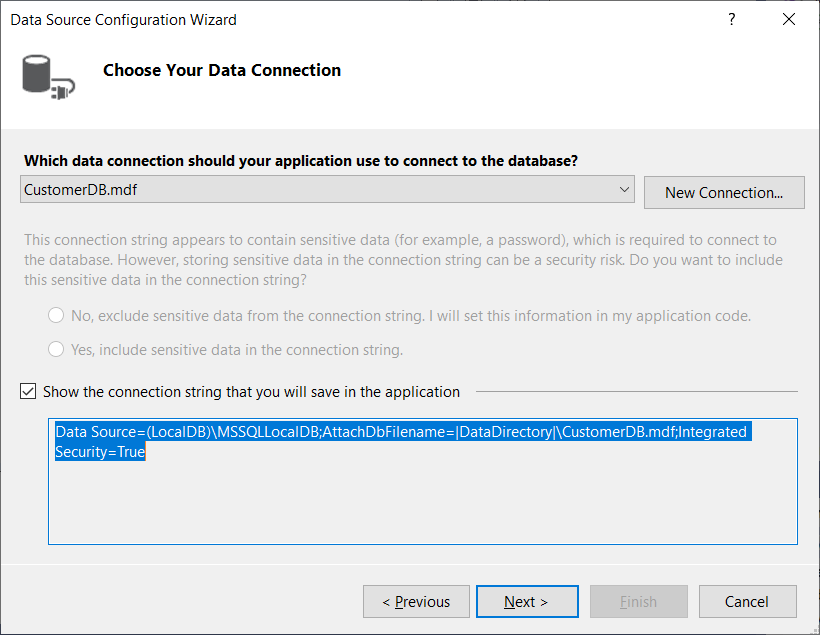 Data Source Configuration Wizard
?
Choose Your Data Connection
Which data connection should your application use to connect to the database?
CustomerDB.mdf
New Connection...
This connection string appears to contain sensitive data (for example, a password), which is required to connect to
the database. However, storing sensitive data in the connection string can be a security risk. Do you want to include
this sensitive data in the connection string?
No, exclude sensitive data from the connection string. I will set this information in my application code.
Yes, include sensitive data in the connection string.
Show the connection string that you will save in the application
Data Source=(LocalDB)\MSSQLLocalDB;AttachDbFilename=|DataDirectory|\CustomerDB.mdf;Integrated
Security=True
< Previous
Next >
Finish
Cancel